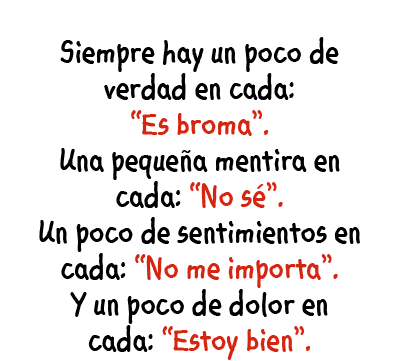 Siempre hay un poco de
verdad en cada:
“Es broma”.
Una pequeña mentira en
cada: “No sé”.
Un poco de sentimientos en
cada: “No me importa”.
Y un poco de dolor en
cada: “Estoy bien”.